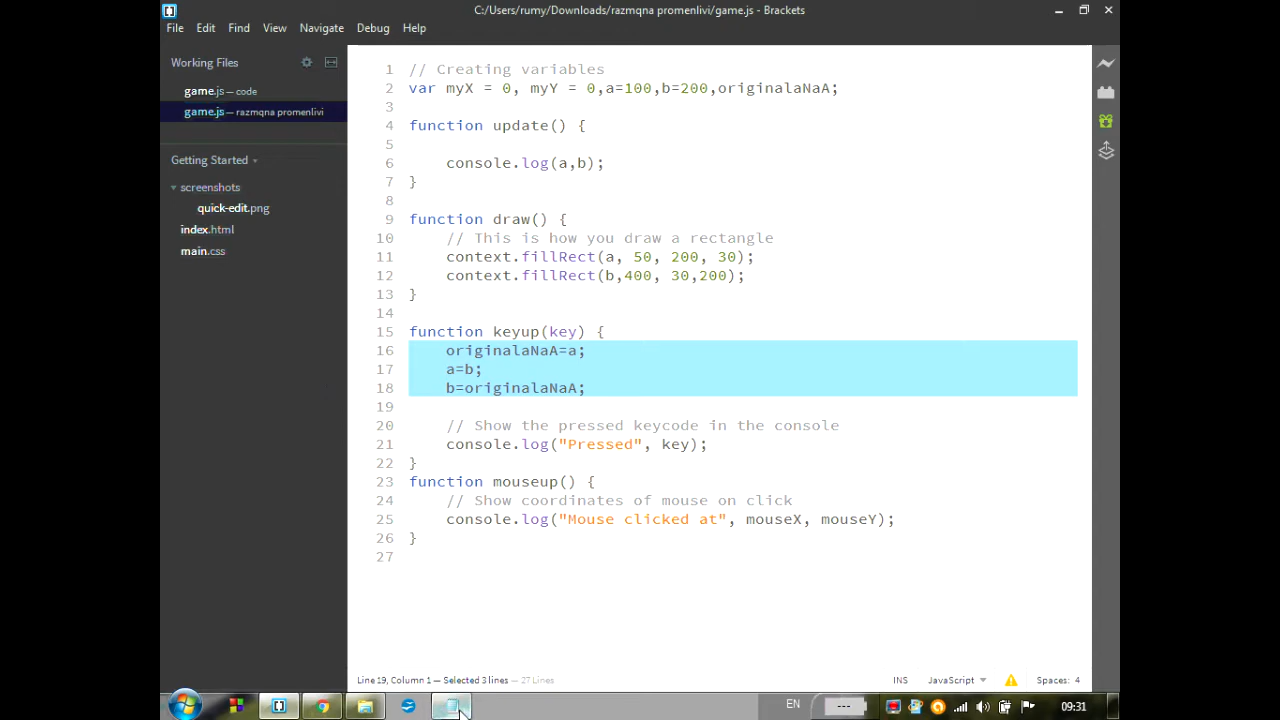 C:/Users/rumy/Downloads/razmqna promenlivi/game.js - Brackets
File Edit Find View Navigate Debug Help
Working Files
game.js — code
game.js — razmqna promenlivi
Getting Started
screenshots
quick-edit.png
index.html
main.css
1 // Creating variables
2 var myX = 0, myY = 0,a=100,b=200,originalaNaA;
3
4 function update() {
5
6 console.log(a,b);
7 }
8
9 function draw() {
10 // This is how you draw a rectangle
11 context.fillRect(a, 50, 200, 30);
12 context.fillRect(b,400, 30,200);
13 }
14
15 function keyup(key) {
16 originalaNaA=a;
17 a=b;
18 b=originalaNaA;
19
20 // Show the pressed keycode in the console
21 console.log("Pressed", key);
22 }
23 function mouseup() {
24 // Show coordinates of mouse on click
25 console.log("Mouse clicked at", mouseX, mouseY);
26 }
27
Line 19, Column 1 — Selected 3 lines — 27 Lines
INS JavaScript Spaces: 4
EN --- 09:31